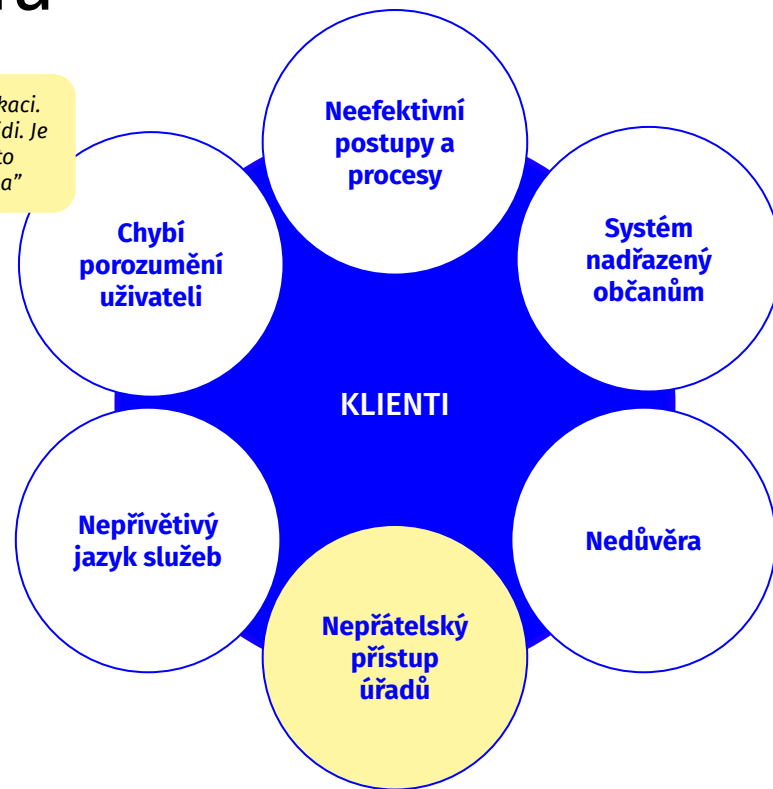 kaci.
di. Je
to
a”
Neefektivní
postupy a
procesy
Chybí
porozumění
uživateli
Systém
nadřazený
občanům
KLIENTI
Nepřívětivý
jazyk služeb
Nedůvěra
Nepřátelský
přístup
úřadů